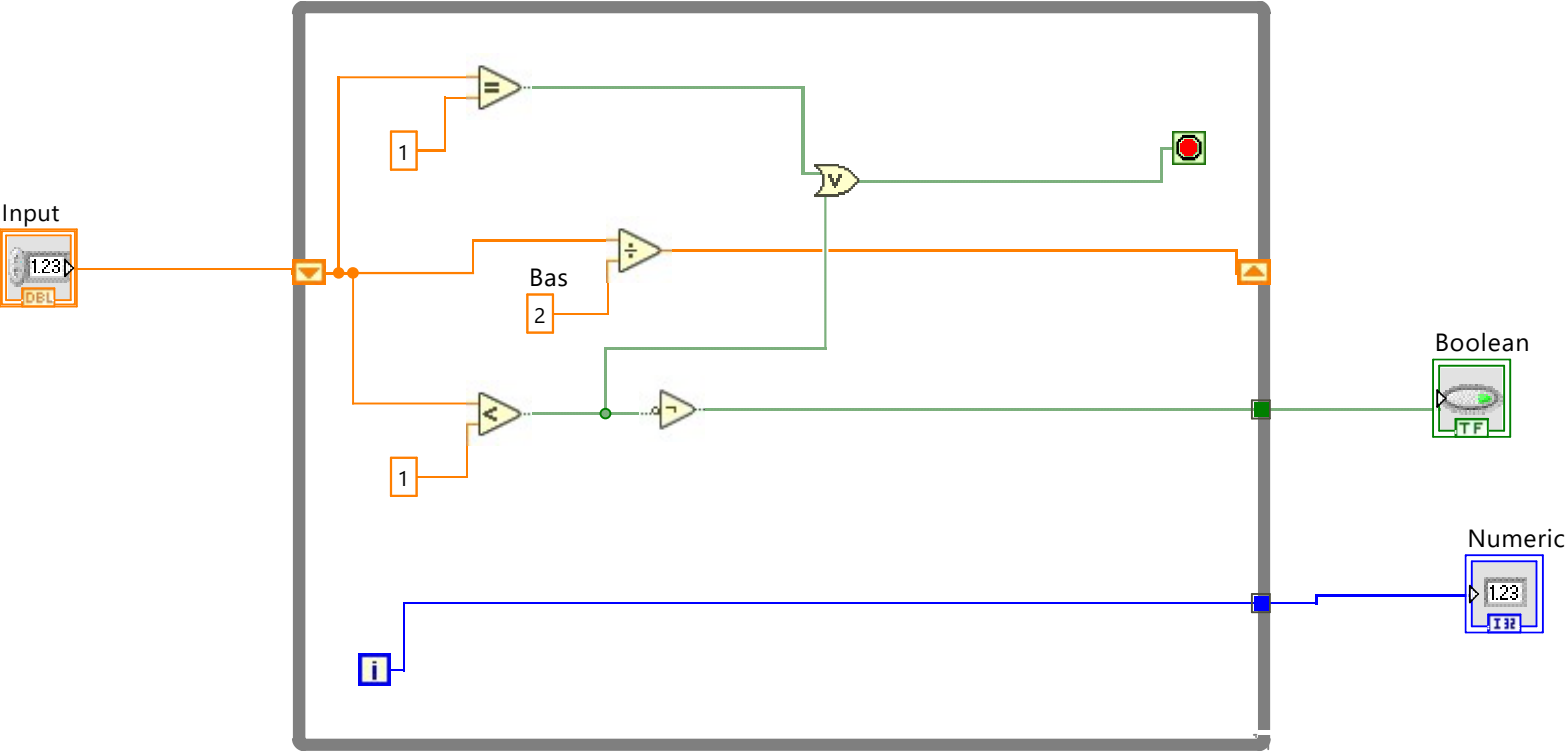 =
1
V
Input
1.23
DBL
÷
Bas
2
Boolean
TF
<
¬
1
Numeric
1.23
I32
i